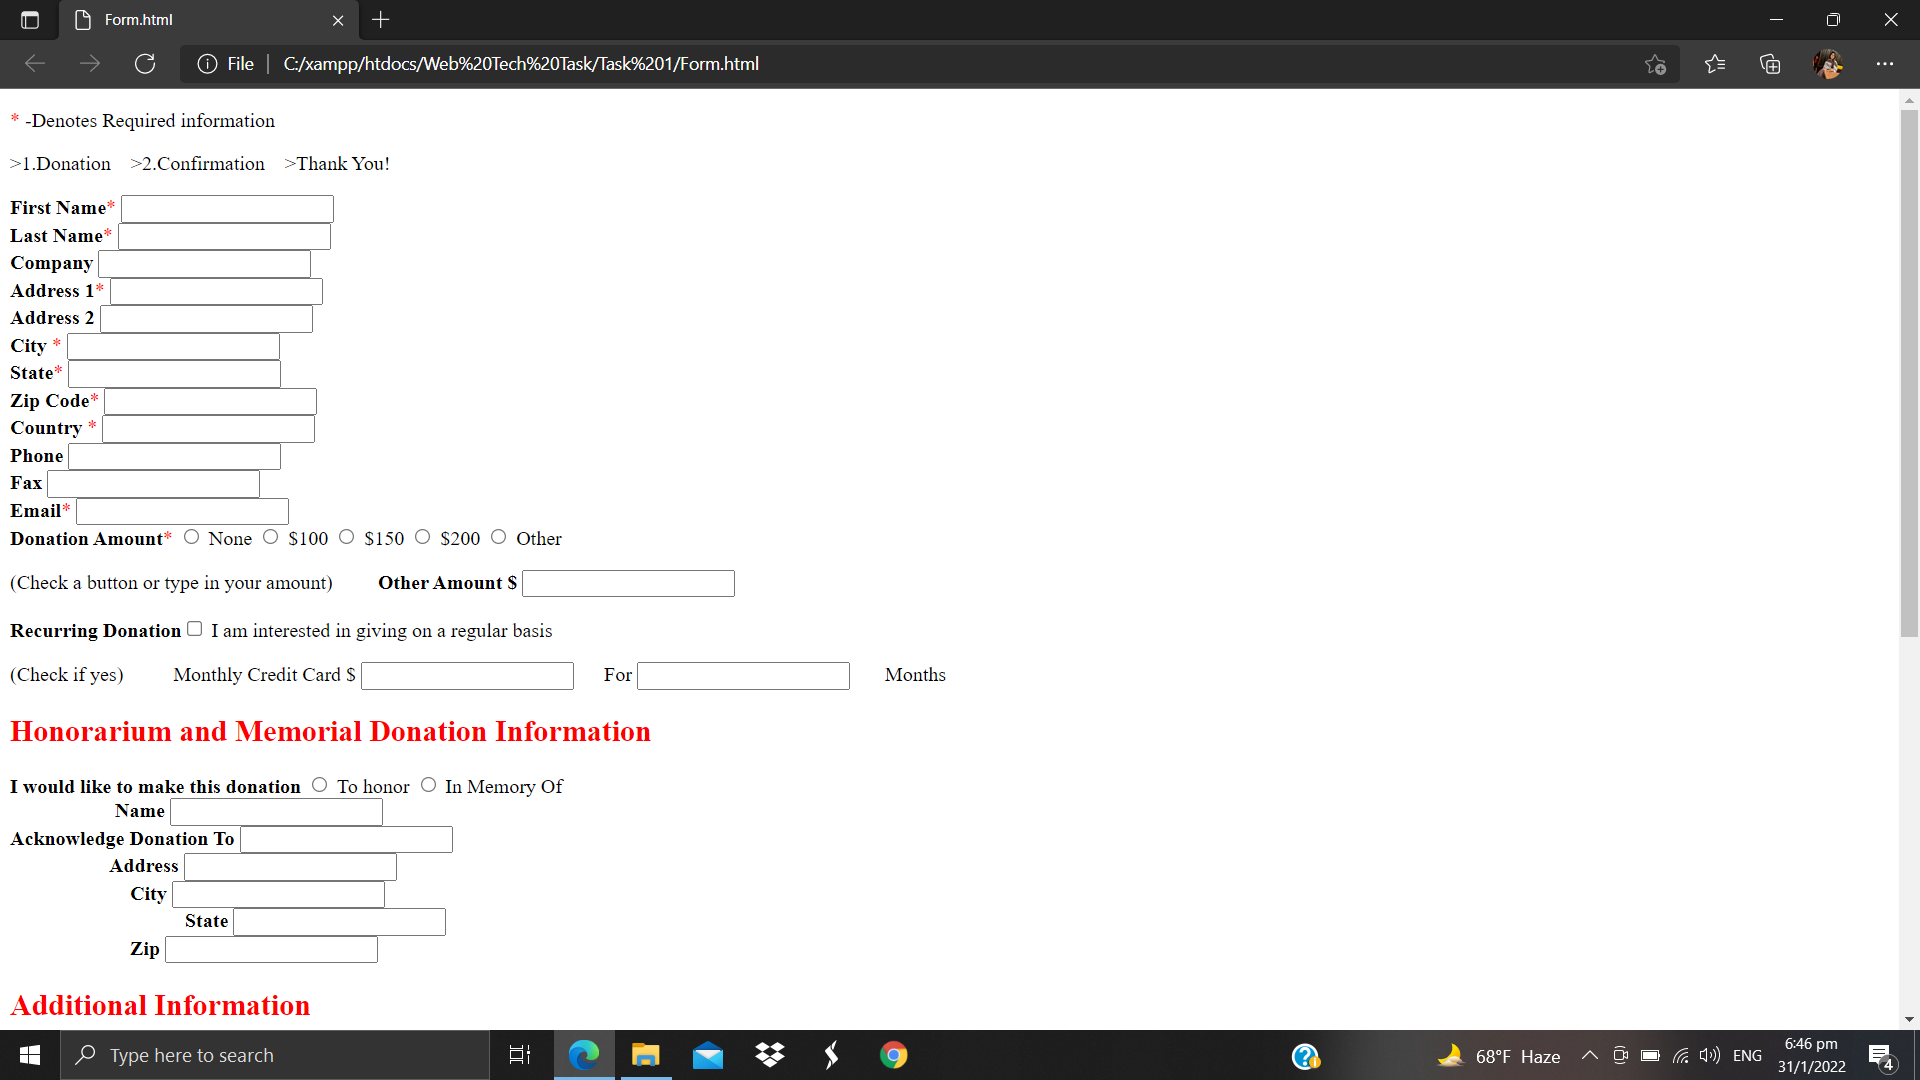 Form.html
File C:/xampp/htdocs/Web%20Tech%20Task/Task%201/Form.html
* -Denotes Required information
>1.Donation >2.Confirmation >Thank You!
First Name*
Last Name*
Company
Address 1*
Address 2
City *
State*
Zip Code*
Country *
Phone
Fax
Email*
Donation Amount* None $100 $150 $200 Other
(Check a button or type in your amount) Other Amount $
Recurring Donation I am interested in giving on a regular basis
(Check if yes) Monthly Credit Card $ For Months
Honorarium and Memorial Donation Information
I would like to make this donation To honor In Memory Of
Name
Acknowledge Donation To
Address
City
State
Zip
Additional Information
Type here to search
68°F Haze
ENG
6:46 pm
31/1/2022
4